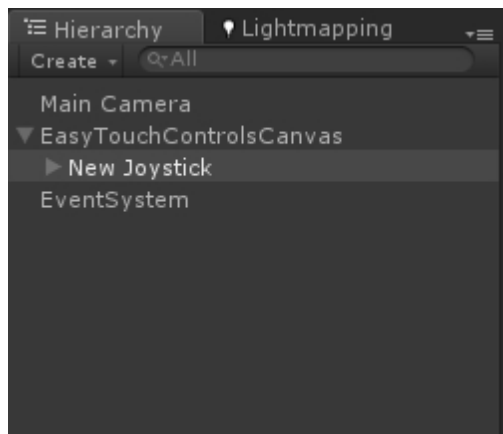 Hierarchy Lightmapping
Create All
Main Camera
EasyTouchControlsCanvas
New Joystick
EventSystem